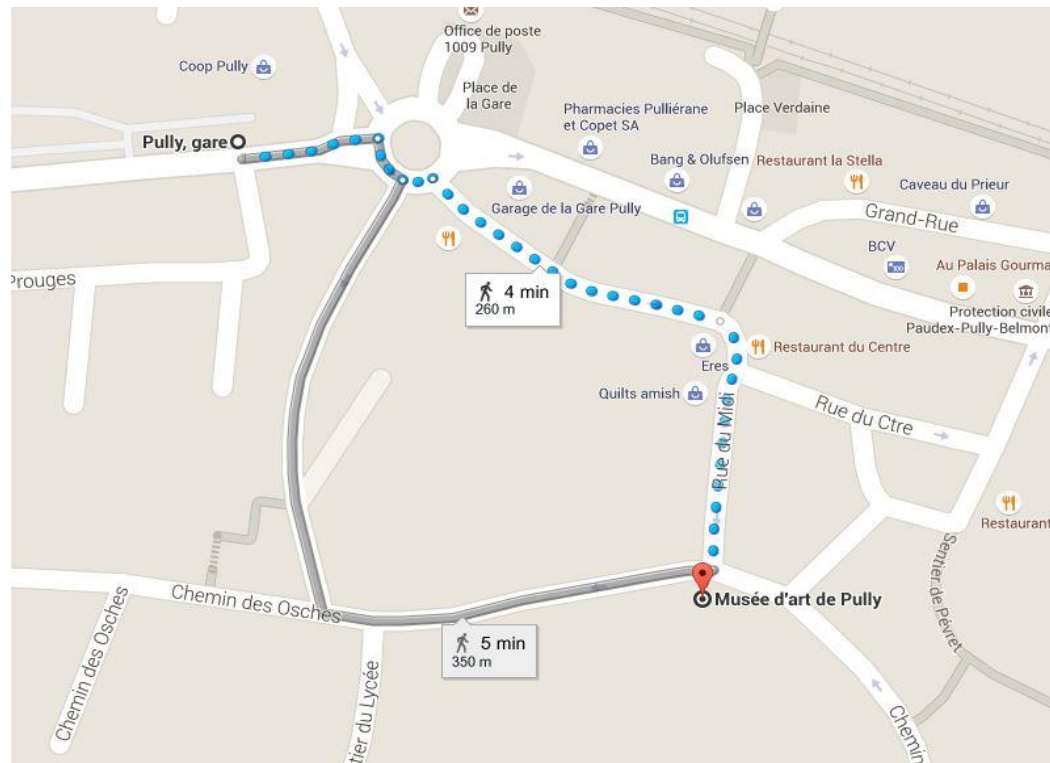 Office de poste
1009 Pully
Coop Pully
Place de
la Gare
Pharmacies Pulliérane
et Copet SA
Place Verdaine
Pully, gare
Bang & Olufsen
Restaurant la Stella
Caveau du Prieur
Garage de la Gare Pully
Grand-Rue
BCV
100
Prouges
Au Palais Gourma
4 min
260 m
Protection civile
Paudex-Pully-Belmont
Restaurant du Centre
Eres
Quilts amish
Rue du Midi
Rue du Ctre
Restaurant
Sentier de Pévret
Chemin des Osches
Musée d'art de Pully
5 min
350 m
Chemin des Osches
tier du Lycée
Chemin